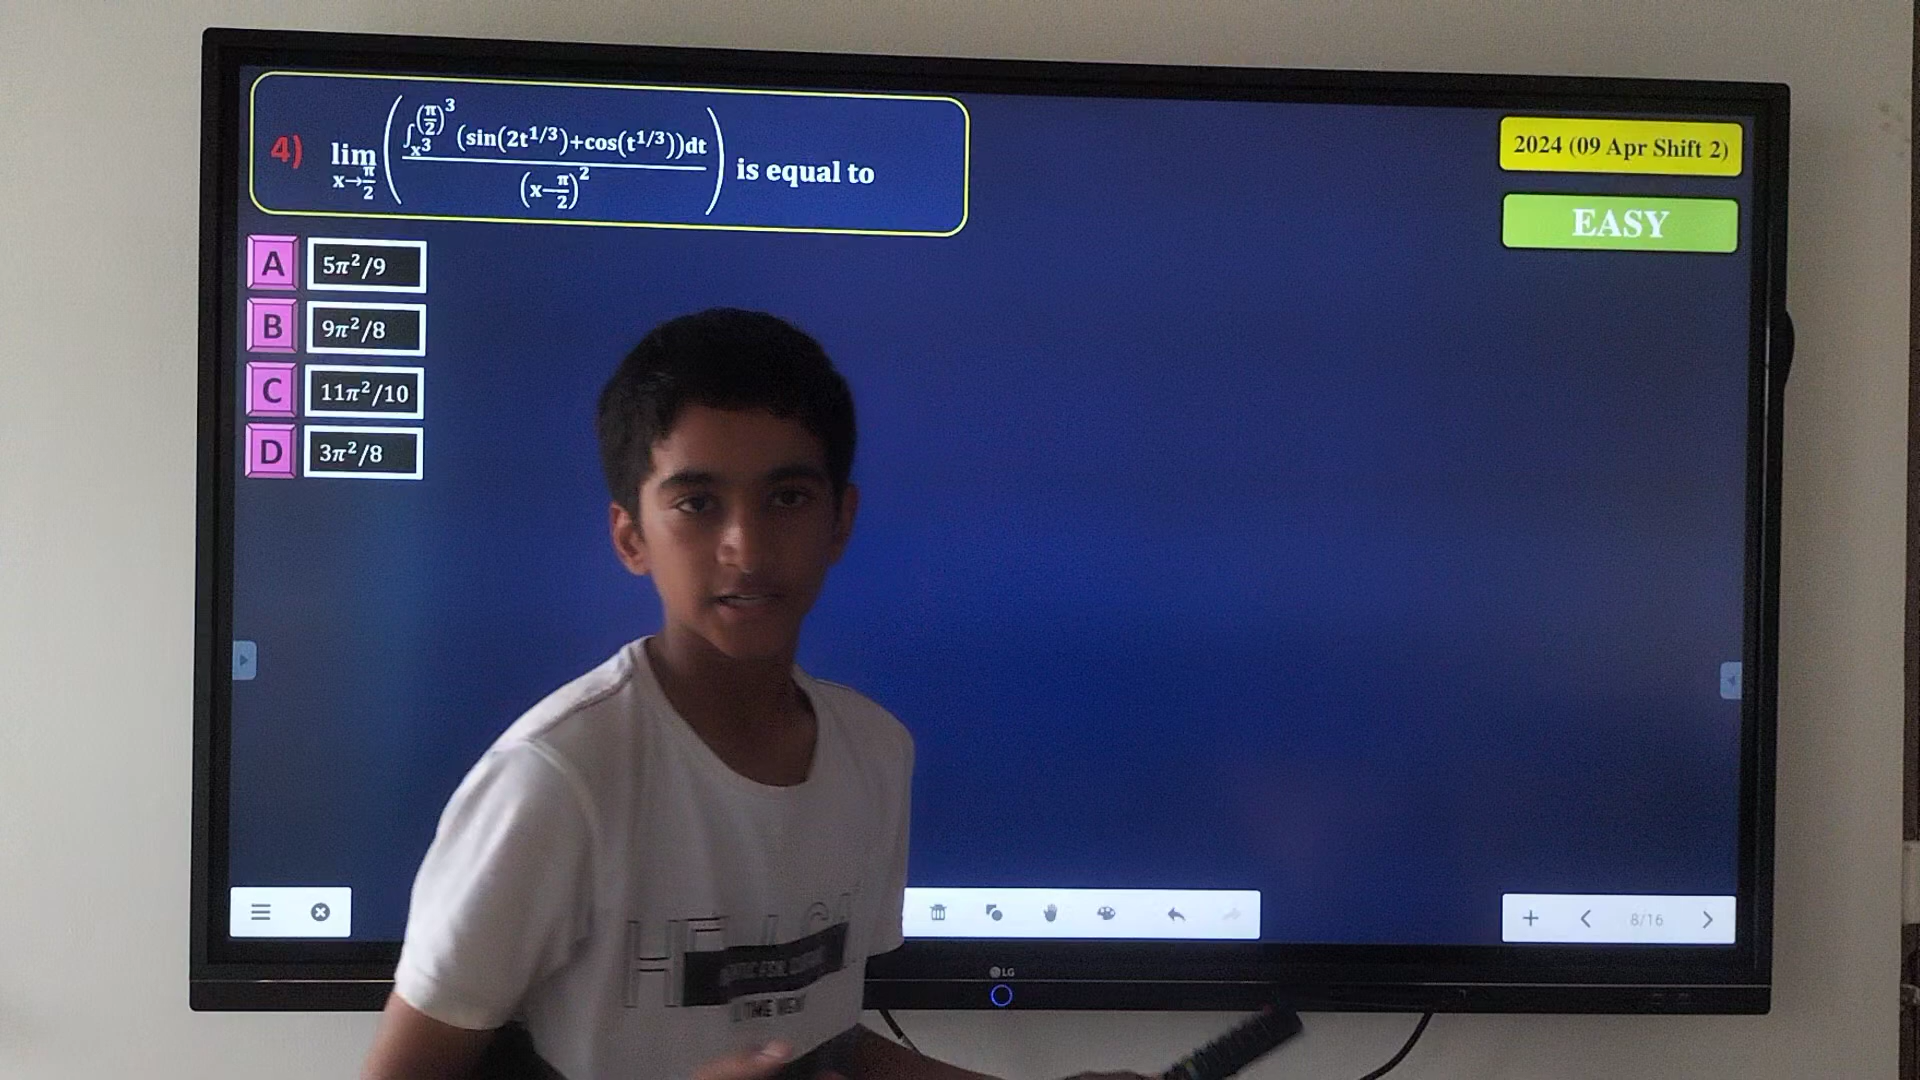 4) lim x→π/2 (∫_{x³}^{(π/2)³} (sin(2t^{1/3})+cos(t^{1/3}))dt / (x−π/2)²) is equal to
2024 (09 Apr Shift 2)
EASY
A 5π²/9
B 9π²/8
C 11π²/10
D 3π²/8
8/16
LG